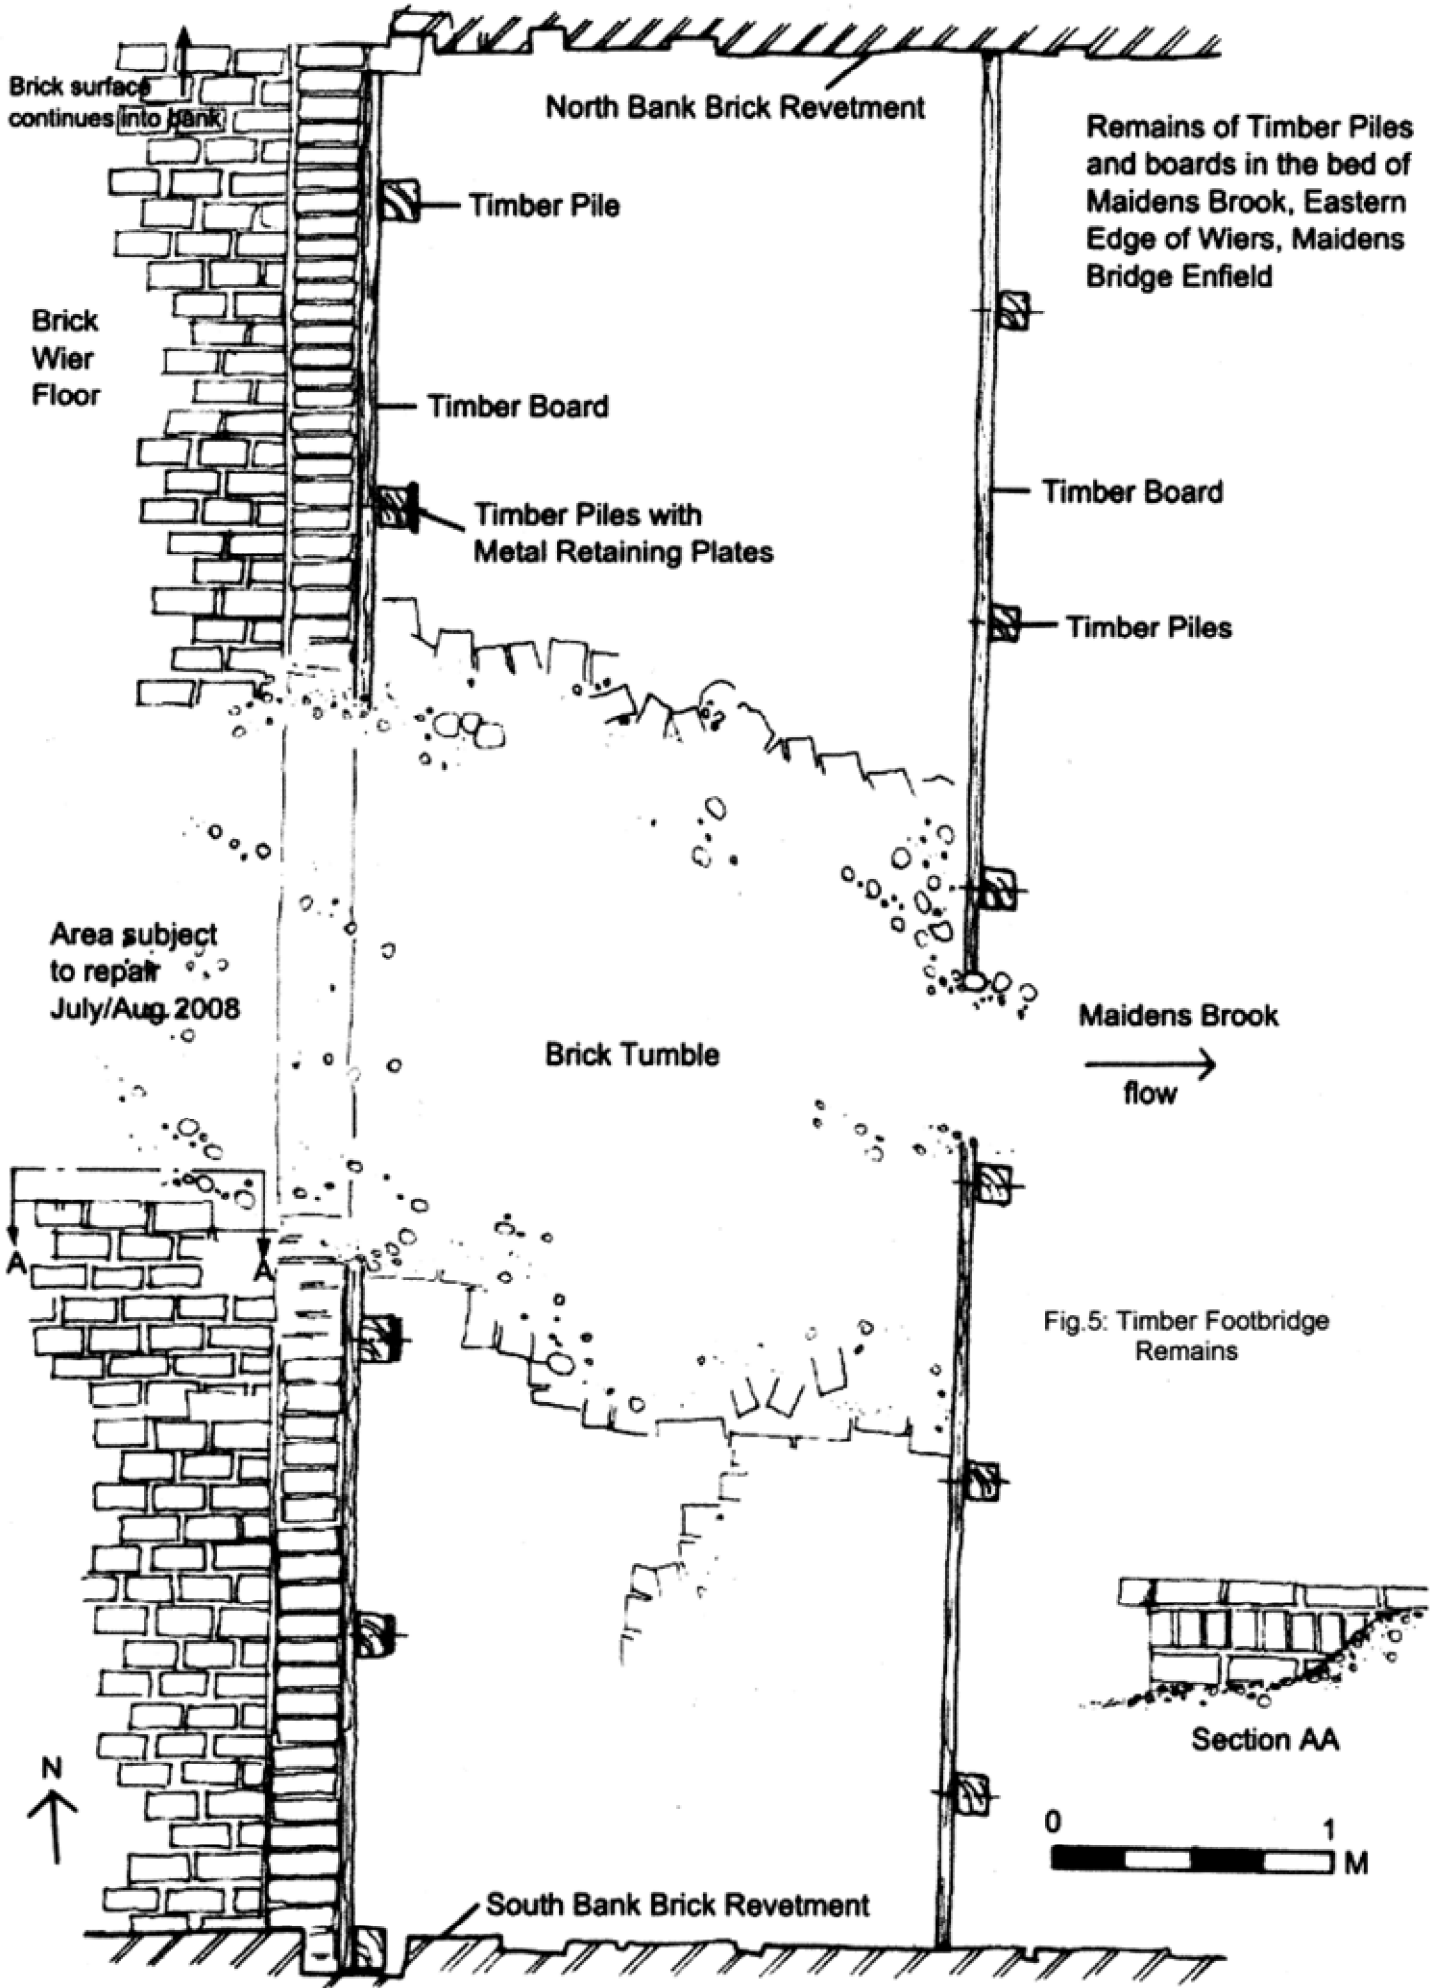 Brick surface
continues into bank
North Bank Brick Revetment
Remains of Timber Piles
and boards in the bed of
Maidens Brook, Eastern
Edge of Wiers, Maidens
Bridge Enfield
Timber Pile
Brick
Wier
Floor
Timber Board
Timber Piles with
Metal Retaining Plates
Timber Board
Timber Piles
Area subject
to repair
July/Aug 2008
Brick Tumble
Maidens Brook
flow
A
A
Fig.5: Timber Footbridge
Remains
Section AA
N
0 1
M
South Bank Brick Revetment